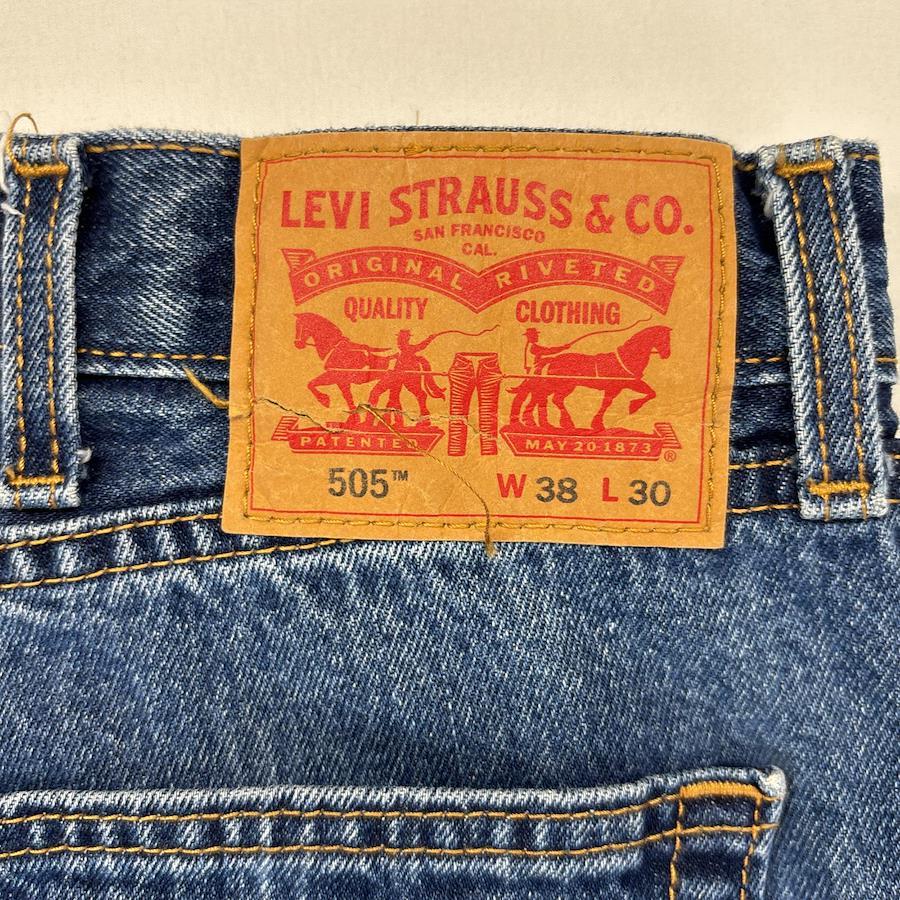 LEVI STRAUSS & CO.
SAN FRANCISCO
CAL.
ORIGINAL RIVETED
QUALITY CLOTHING
PATENTED MAY 20·1873 ®
505™ W 38 L 30